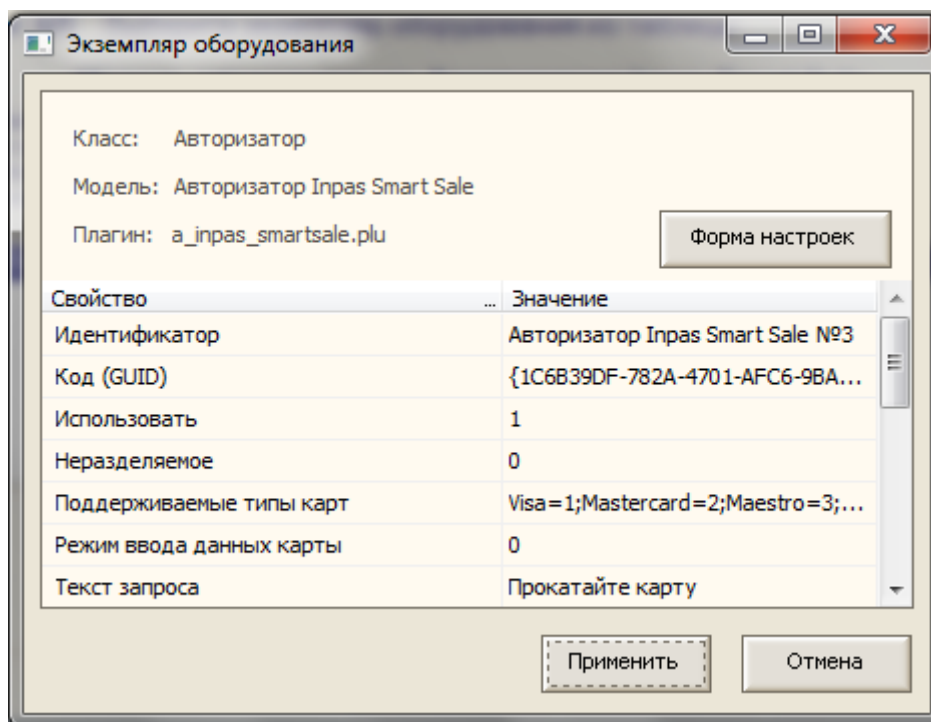 Экземпляр оборудования
Класс: Авторизатор
Модель: Авторизатор Inpas Smart Sale
Плагин: a_inpas_smartsale.plu
Форма настроек
Свойство ... Значение
Идентификатор Авторизатор Inpas Smart Sale №3
Код (GUID) {1C6B39DF-782A-4701-AFC6-9BA...
Использовать 1
Неразделяемое 0
Поддерживаемые типы карт Visa=1;Mastercard=2;Maestro=3;...
Режим ввода данных карты 0
Текст запроса Прокатайте карту
Применить Отмена